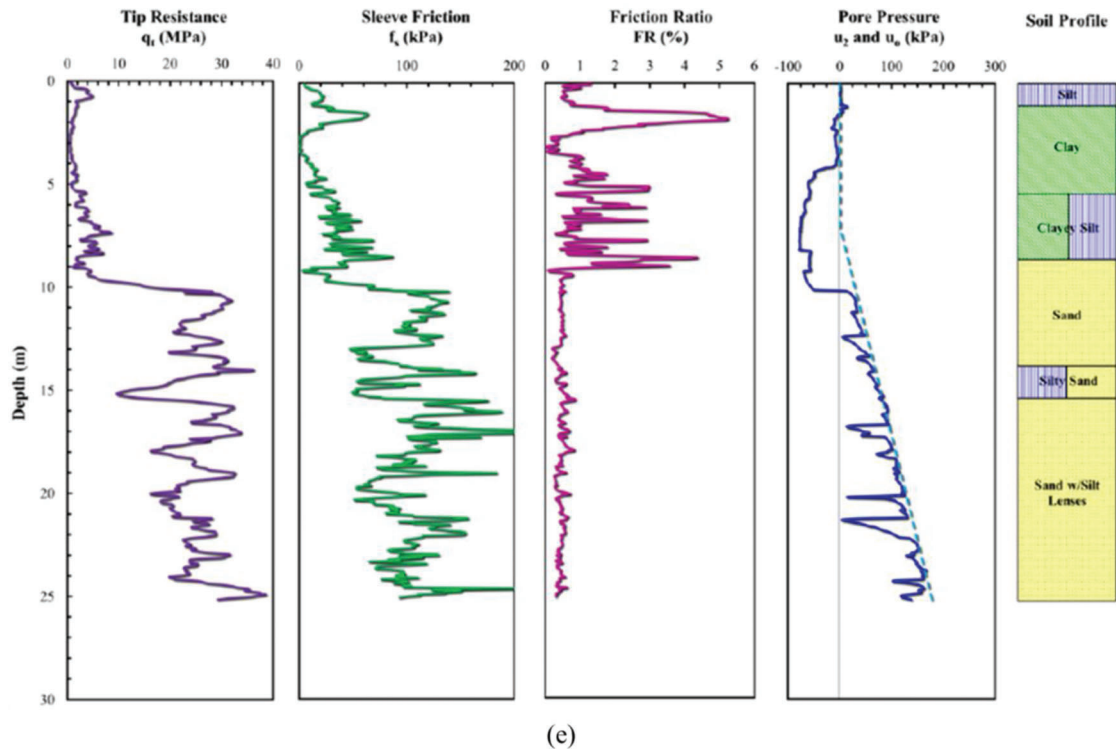 Tip Resistance
qt (MPa)
Sleeve Friction
fs (kPa)
Friction Ratio
FR (%)
Pore Pressure
u2 and uo (kPa)
Soil Profile
0 10 20 30 40
0 100 200
0 1 2 3 4 5 6
-100 0 100 200 300
0
5
10
15
20
25
30
Depth (m)
Silt
Clay
Clayey Silt
Sand
Silty Sand
Sand w/Silt
Lenses
(e)